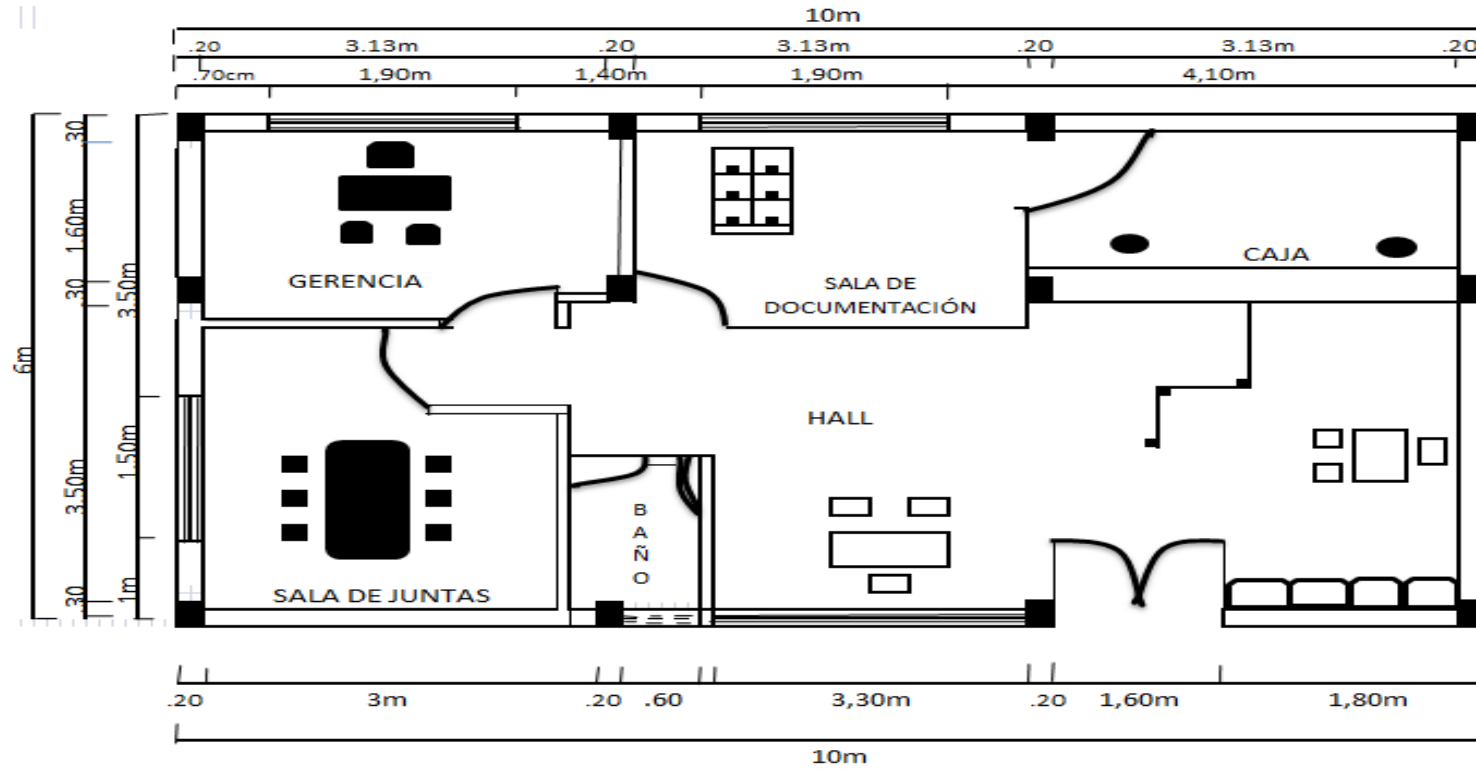 10m
.20 3.13m .20 3.13m .20 3.13m .20
.70cm 1,90m 1,40m 1,90m 4,10m
6m
.30 1.60m .30 3.50m .30
3.50m 1.50m 1m
GERENCIA
SALA DE
DOCUMENTACIÓN
CAJA
HALL
SALA DE JUNTAS
B
A
Ñ
O
.20 3m .20 .60 3,30m .20 1,60m 1,80m
10m